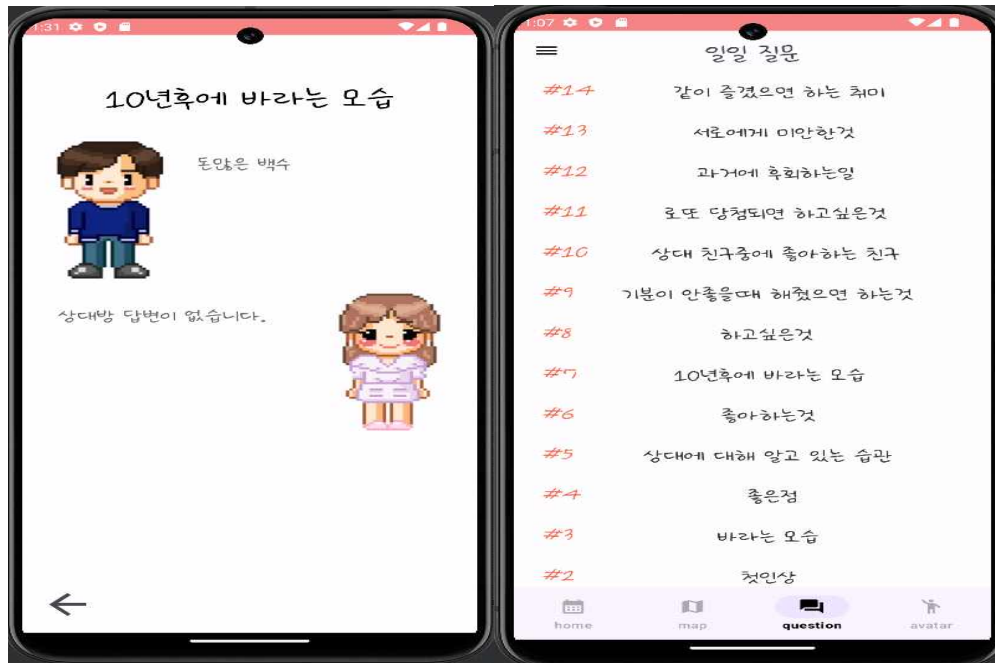 1:31
10년후에 바라는 모습
돈많은 백수
상대방 답변이 없습니다.
1:07
일일 질문
#14 같이 즐겼으면 하는 취미
#13 서로에게 미안한것
#12 과거에 후회하는일
#11 로또 당첨되면 하고싶은것
#10 상대 친구중에 좋아하는 친구
#9 기분이 안좋을때 해줬으면 하는것
#8 하고싶은것
#7 10년후에 바라는 모습
#6 좋아하는것
#5 상대에 대해 알고 있는 습관
#4 좋은점
#3 바라는 모습
#2 첫인상
home map question avatar